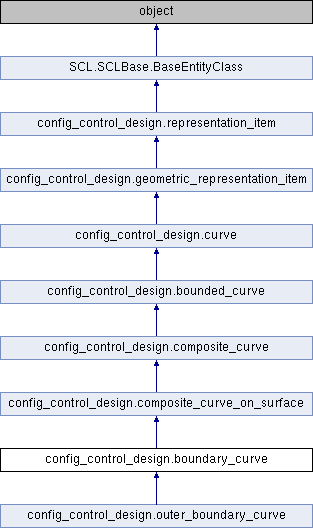 object
SCL.SCLBase.BaseEntityClass
config_control_design.representation_item
config_control_design.geometric_representation_item
config_control_design.curve
config_control_design.bounded_curve
config_control_design.composite_curve
config_control_design.composite_curve_on_surface
config_control_design.boundary_curve
config_control_design.outer_boundary_curve